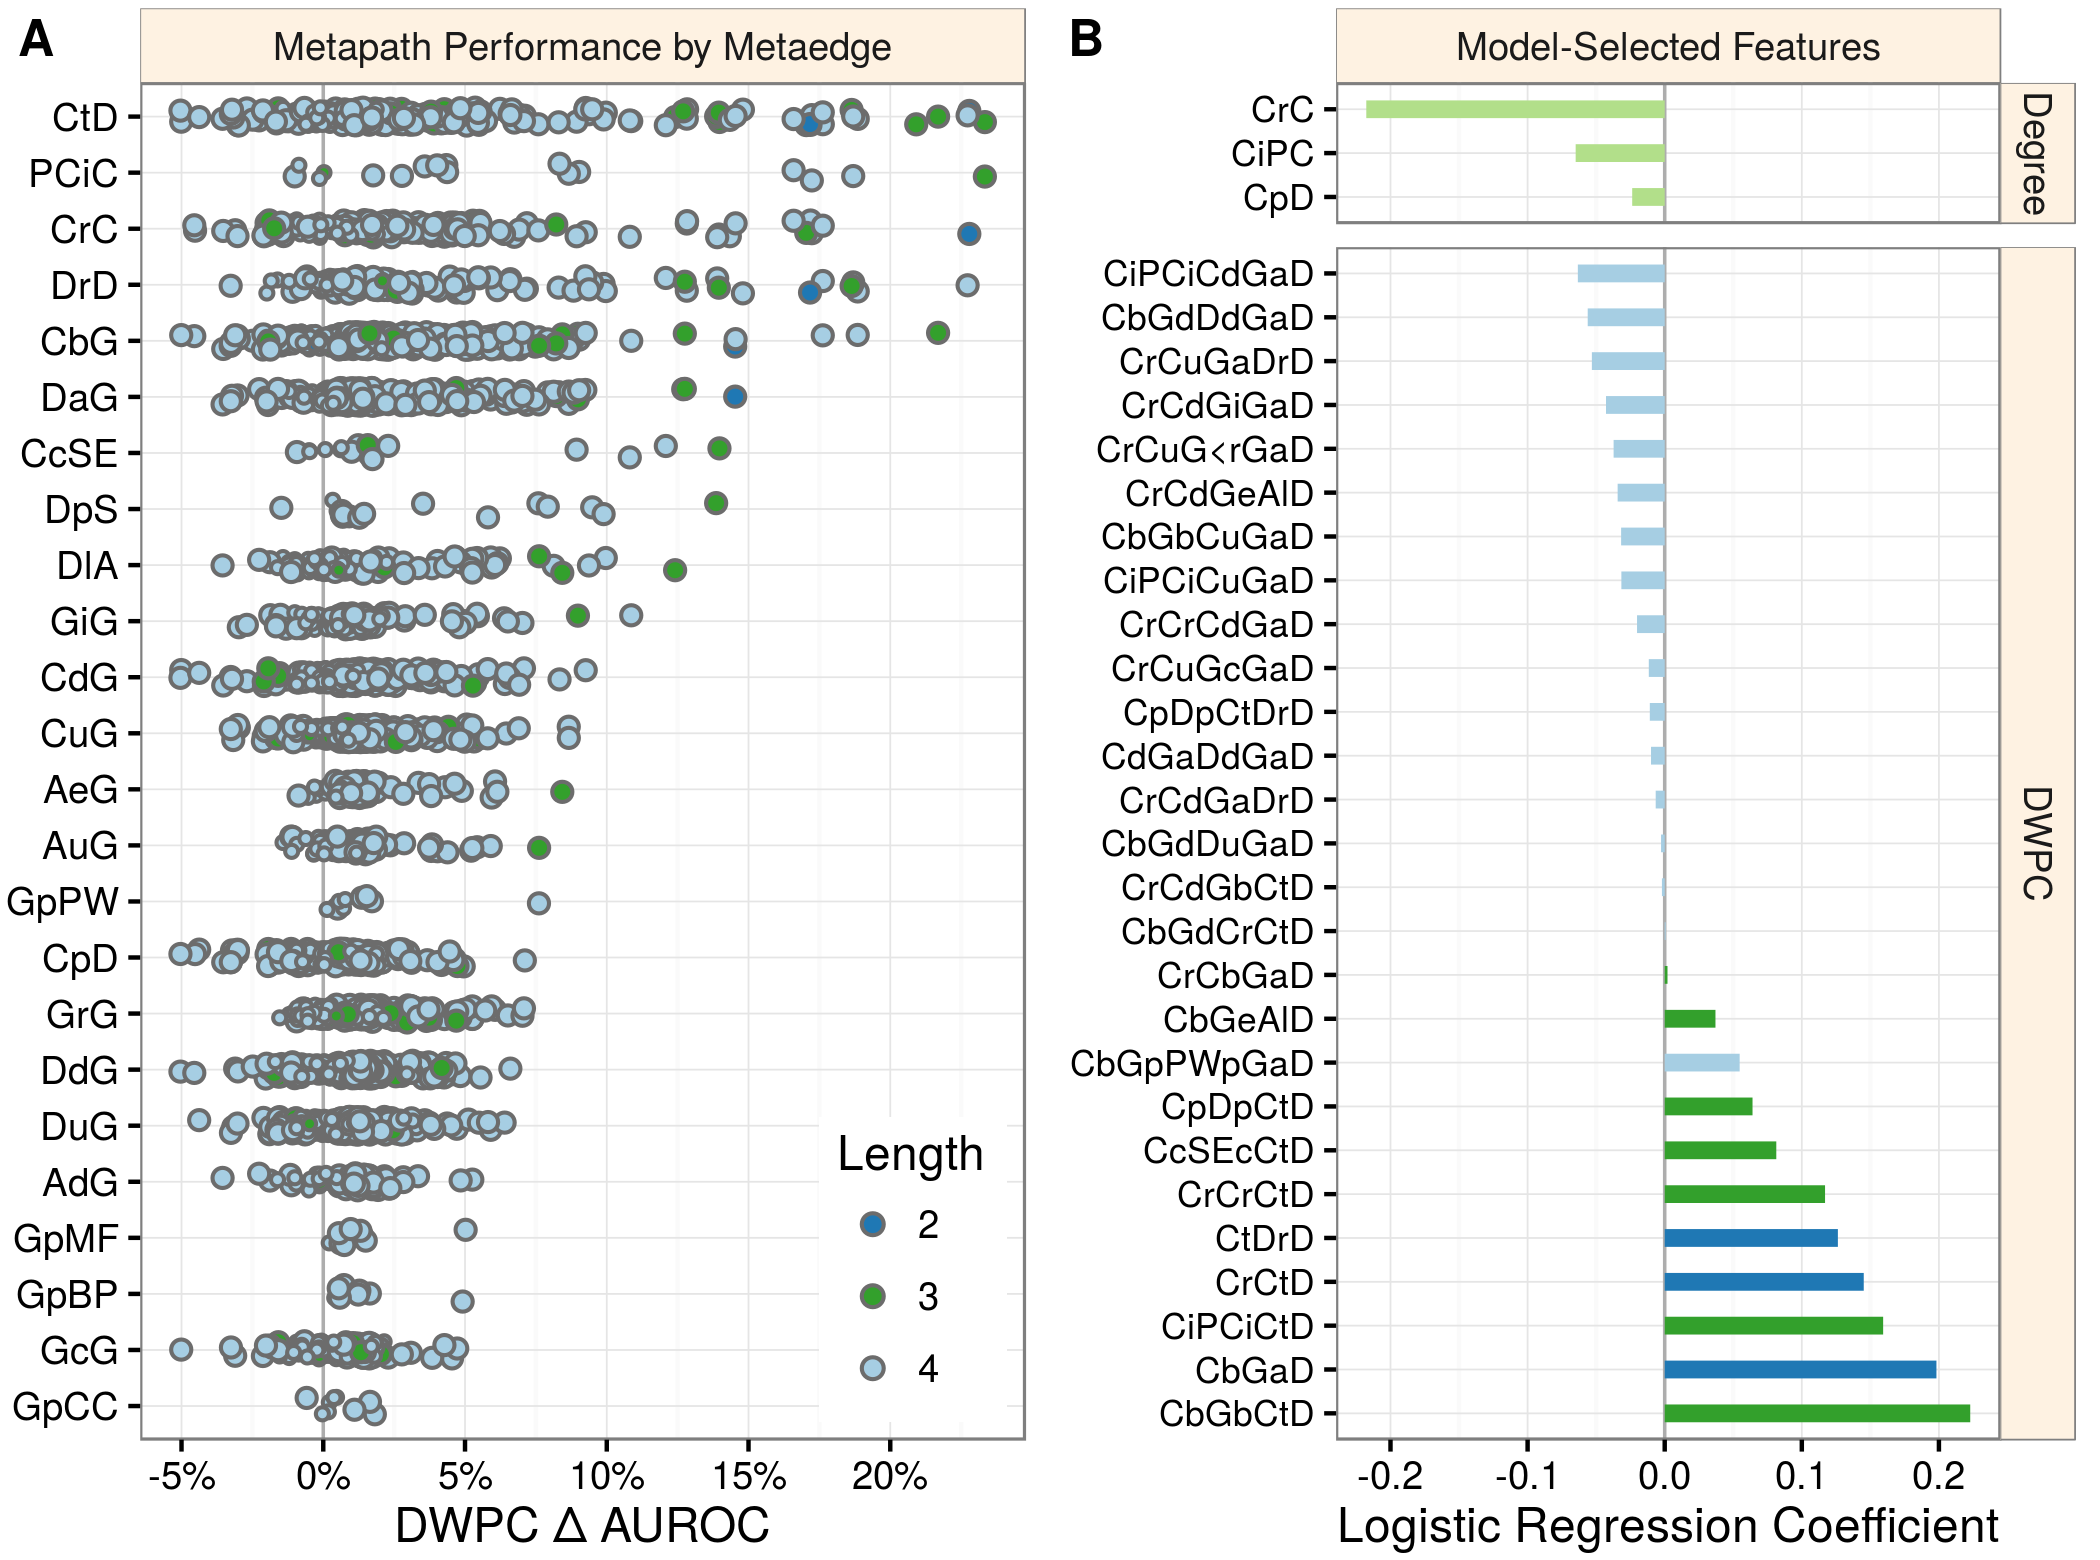 A
Metapath Performance by Metaedge
CtD
PCiC
CrC
DrD
CbG
DaG
CcSE
DpS
DlA
GiG
CdG
CuG
AeG
AuG
GpPW
CpD
GrG
DdG
DuG
AdG
GpMF
GpBP
GcG
GpCC
Length
2
3
4
-5% 0% 5% 10% 15% 20%
DWPC Δ AUROC
B
Model-Selected Features
CrC
CiPC
CpD
Degree
CiPCiCdGaD
CbGdDdGaD
CrCuGaDrD
CrCdGiGaD
CrCuG<rGaD
CrCdGeAlD
CbGbCuGaD
CiPCiCuGaD
CrCrCdGaD
CrCuGcGaD
CpDpCtDrD
CdGaDdGaD
CrCdGaDrD
CbGdDuGaD
CrCdGbCtD
CbGdCrCtD
CrCbGaD
CbGeAlD
CbGpPWpGaD
CpDpCtD
CcSEcCtD
CrCrCtD
CtDrD
CrCtD
CiPCiCtD
CbGaD
CbGbCtD
DWPC
-0.2 -0.1 0.0 0.1 0.2
Logistic Regression Coefficient